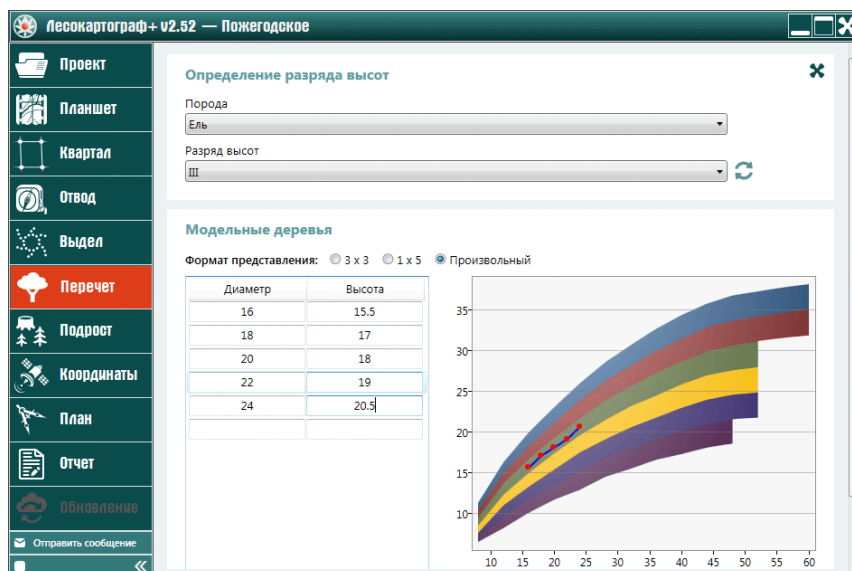 Лесокартограф+ v2.52 — Пожегодское
Проект
Планшет
Квартал
Отвод
Выдел
Перечет
Подрост
Координаты
План
Отчет
Обновление
Отправить сообщение
Определение разряда высот
Порода
Ель
Разряд высот
III
Модельные деревья
Формат представления: 3 x 3 1 x 5 Произвольный
Диаметр Высота
16 15.5
18 17
20 18
22 19
24 20.5
35
30
25
20
15
10
10 15 20 25 30 35 40 45 50 55 60